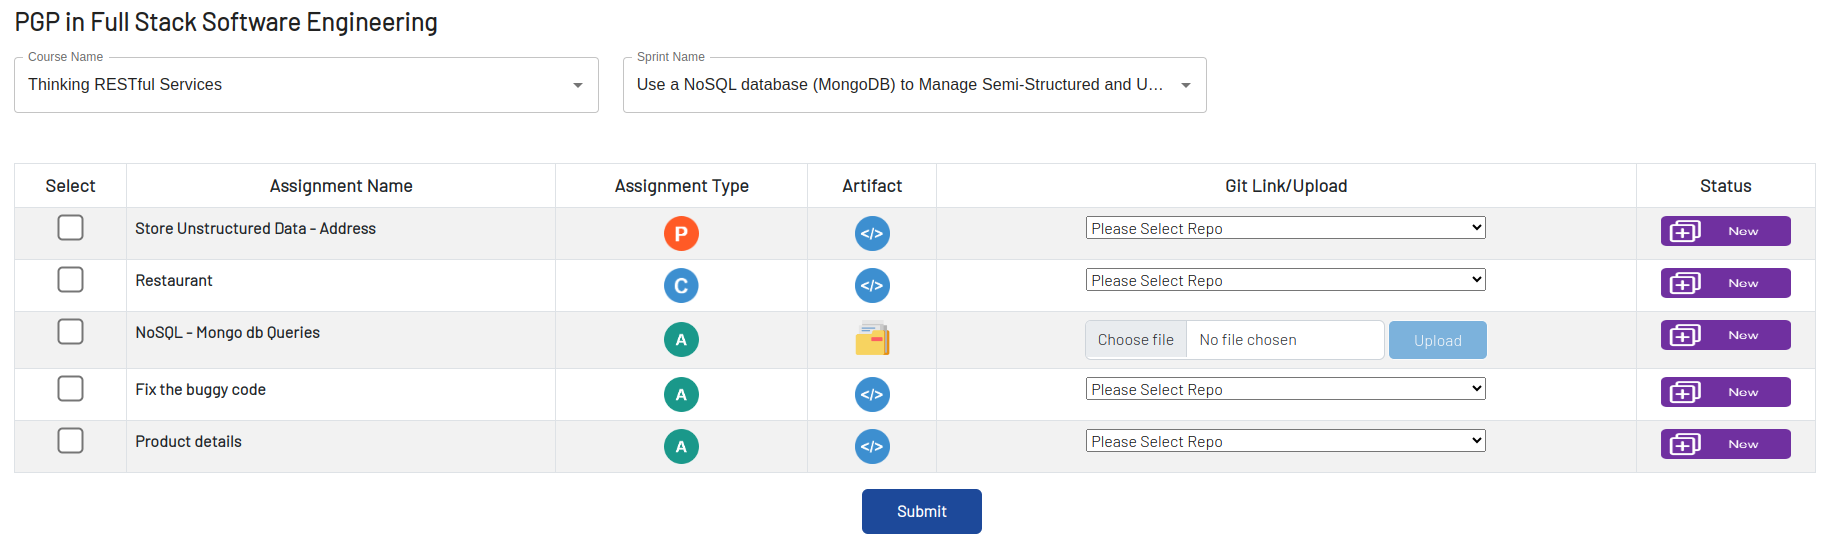 PGP in Full Stack Software Engineering
Course Name
Thinking RESTful Services
Sprint Name
Use a NoSQL database (MongoDB) to Manage Semi-Structured and U...
Select Assignment Name Assignment Type Artifact Git Link/Upload Status
Store Unstructured Data - Address P </> Please Select Repo New
Restaurant C </> Please Select Repo New
NoSQL - Mongo db Queries A Choose file No file chosen Upload New
Fix the buggy code A </> Please Select Repo New
Product details A </> Please Select Repo New
Submit